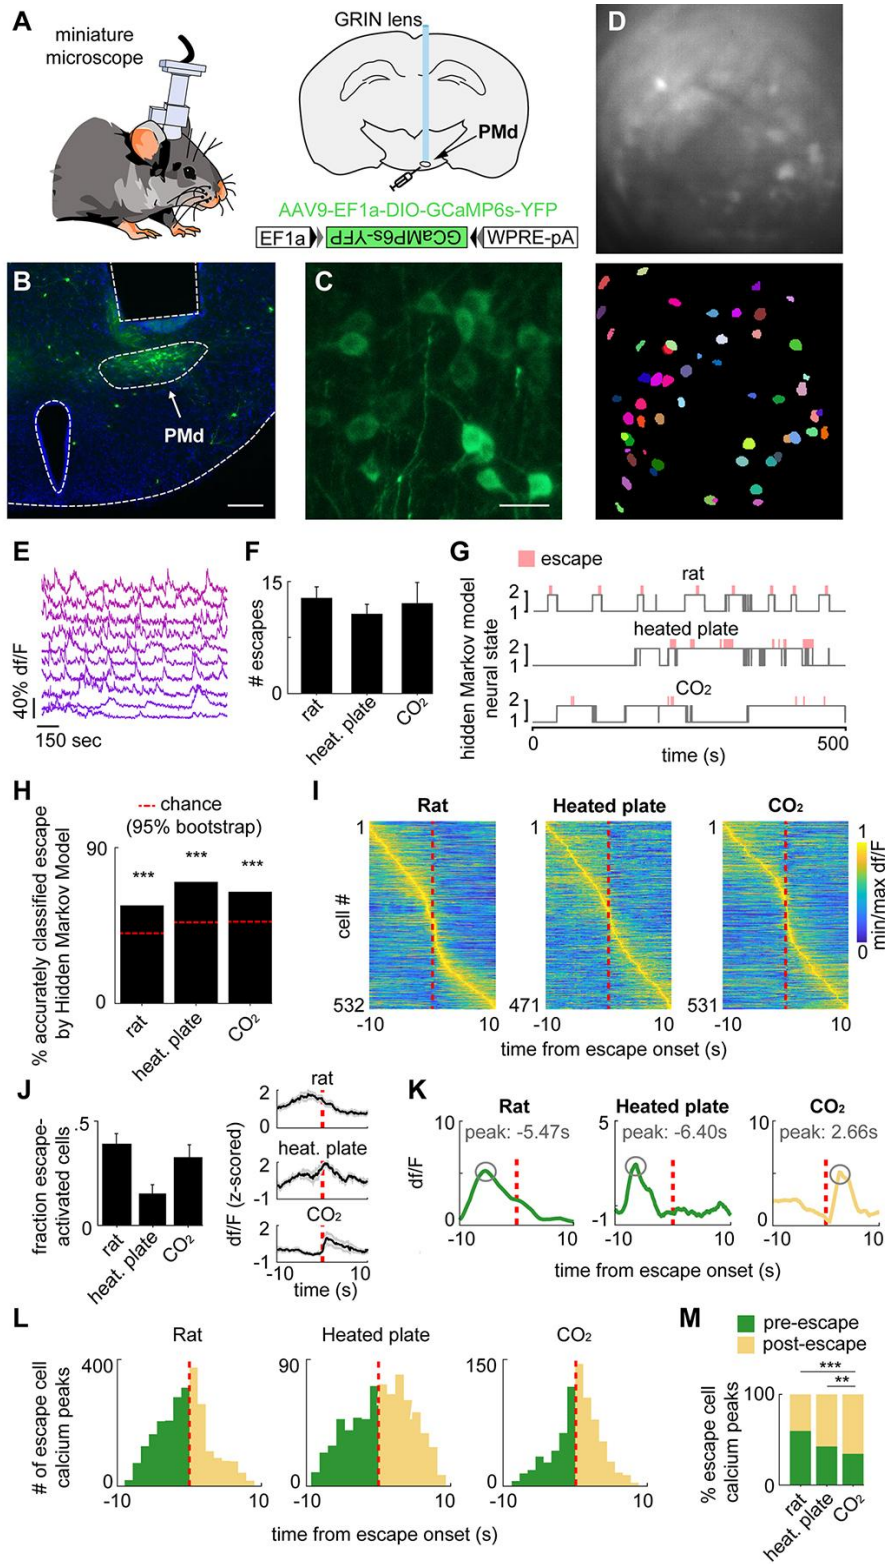 A
miniature
microscope
GRIN lens
PMd
AAV9-EF1a-DIO-GCaMP6s-YFP
EF1a
GCaMP6s-YFP
WPRE-pA
D
B
PMd
C
E
40% df/F
150 sec
F
15
0
# escapes
rat
heat. plate
CO₂
G
escape
hidden Markov model
neural state
rat
2
1
heated plate
2
1
CO₂
2
1
0
500
time (s)
H
chance
(95% bootstrap)
90
0
% accurately classified escape
by Hidden Markov Model
***
***
***
rat
heat. plate
CO₂
I
Rat
Heated plate
CO₂
cell #
1
532
1
471
1
531
-10
10
-10
10
-10
10
time from escape onset (s)
1
0
min/max df/F
J
fraction escape-
activated cells
.5
0
rat
heat. plate
CO₂
df/F (z-scored)
rat
2
0
heat. plate
2
-1
CO₂
2
-1
-10
10
time (s)
K
Rat
Heated plate
CO₂
peak: -5.47s
peak: -6.40s
peak: 2.66s
df/F
10
0
5
-1
10
0
-10
10
-10
10
-10
10
time from escape onset (s)
L
Rat
Heated plate
CO₂
# of escape cell
calcium peaks
400
0
90
0
150
0
-10
10
-10
10
-10
10
time from escape onset (s)
M
pre-escape
post-escape
***
**
% escape cell
calcium peaks
100
0
rat
heat. plate
CO₂